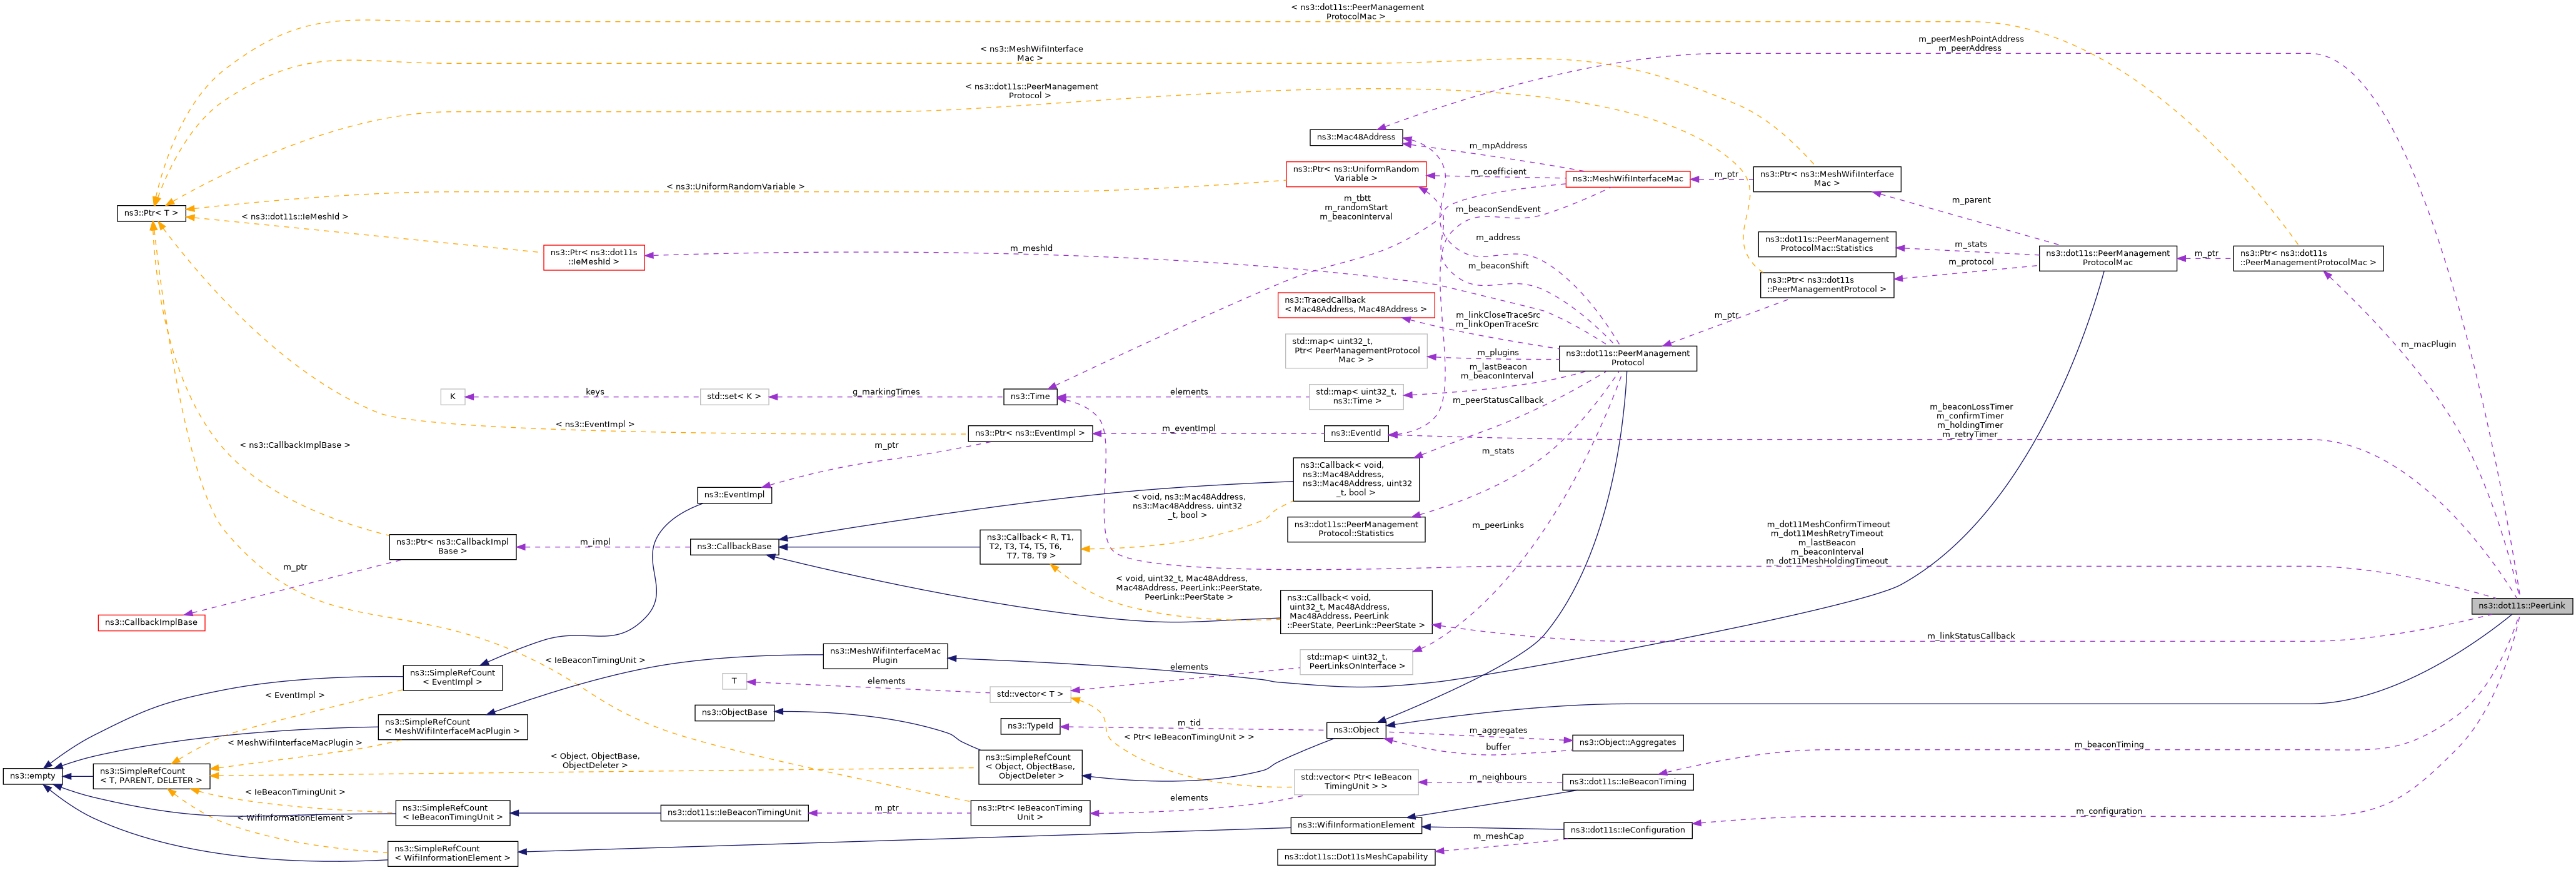 < ns3::dot11s::PeerManagement
ProtocolMac >
m_peerMeshPointAddress
m_peerAddress
< ns3::MeshWifiInterface
Mac >
< ns3::dot11s::PeerManagement
Protocol >
ns3::Mac48Address
m_mpAddress
ns3::Ptr< ns3::UniformRandom
Variable >
m_coefficient
ns3::MeshWifiInterfaceMac
m_ptr
ns3::Ptr< ns3::MeshWifiInterface
Mac >
< ns3::UniformRandomVariable >
m_tbtt
m_randomStart
m_beaconInterval
m_beaconSendEvent
m_parent
ns3::Ptr< T >
< ns3::dot11s::IeMeshId >
m_address
ns3::dot11s::PeerManagement
ProtocolMac::Statistics
m_stats
ns3::dot11s::PeerManagement
ProtocolMac
m_ptr
ns3::Ptr< ns3::dot11s
::PeerManagementProtocolMac >
ns3::Ptr< ns3::dot11s
::IeMeshId >
m_meshId
m_beaconShift
m_protocol
ns3::Ptr< ns3::dot11s
::PeerManagementProtocol >
ns3::TracedCallback
< Mac48Address, Mac48Address >
m_linkCloseTraceSrc
m_linkOpenTraceSrc
m_ptr
std::map< uint32_t,
Ptr< PeerManagementProtocol
Mac > >
m_plugins
ns3::dot11s::PeerManagement
Protocol
m_macPlugin
m_lastBeacon
m_beaconInterval
K
keys
std::set< K >
g_markingTimes
ns3::Time
elements
std::map< uint32_t,
ns3::Time >
m_peerStatusCallback
m_beaconLossTimer
m_confirmTimer
m_holdingTimer
m_retryTimer
< ns3::EventImpl >
ns3::Ptr< ns3::EventImpl >
m_eventImpl
ns3::EventId
< ns3::CallbackImplBase >
m_ptr
m_stats
ns3::Callback< void,
ns3::Mac48Address,
ns3::Mac48Address, uint32
_t, bool >
ns3::EventImpl
< void, ns3::Mac48Address,
ns3::Mac48Address, uint32
_t, bool >
ns3::dot11s::PeerManagement
Protocol::Statistics
m_peerLinks
m_dot11MeshConfirmTimeout
m_dot11MeshRetryTimeout
m_lastBeacon
m_beaconInterval
m_dot11MeshHoldingTimeout
ns3::Ptr< ns3::CallbackImpl
Base >
m_impl
ns3::CallbackBase
ns3::Callback< R, T1,
T2, T3, T4, T5, T6,
T7, T8, T9 >
m_ptr
< void, uint32_t, Mac48Address,
Mac48Address, PeerLink::PeerState,
PeerLink::PeerState >
ns3::Callback< void,
uint32_t, Mac48Address,
Mac48Address, PeerLink
::PeerState, PeerLink::PeerState >
ns3::dot11s::PeerLink
ns3::CallbackImplBase
m_linkStatusCallback
ns3::MeshWifiInterfaceMac
Plugin
< IeBeaconTimingUnit >
std::map< uint32_t,
PeerLinksOnInterface >
elements
ns3::SimpleRefCount
< EventImpl >
T
elements
std::vector< T >
< EventImpl >
ns3::ObjectBase
ns3::TypeId
m_tid
ns3::Object
m_aggregates
buffer
ns3::Object::Aggregates
ns3::SimpleRefCount
< MeshWifiInterfaceMacPlugin >
< MeshWifiInterfaceMacPlugin >
< Ptr< IeBeaconTimingUnit > >
m_beaconTiming
< Object, ObjectBase,
ObjectDeleter >
ns3::SimpleRefCount
< Object, ObjectBase,
ObjectDeleter >
ns3::empty
ns3::SimpleRefCount
< T, PARENT, DELETER >
std::vector< Ptr< IeBeacon
TimingUnit > >
m_neighbours
ns3::dot11s::IeBeaconTiming
< IeBeaconTimingUnit >
elements
ns3::SimpleRefCount
< IeBeaconTimingUnit >
ns3::dot11s::IeBeaconTimingUnit
m_ptr
ns3::Ptr< IeBeaconTiming
Unit >
m_configuration
< WifiInformationElement >
ns3::WifiInformationElement
ns3::dot11s::IeConfiguration
m_meshCap
ns3::SimpleRefCount
< WifiInformationElement >
ns3::dot11s::Dot11sMeshCapability